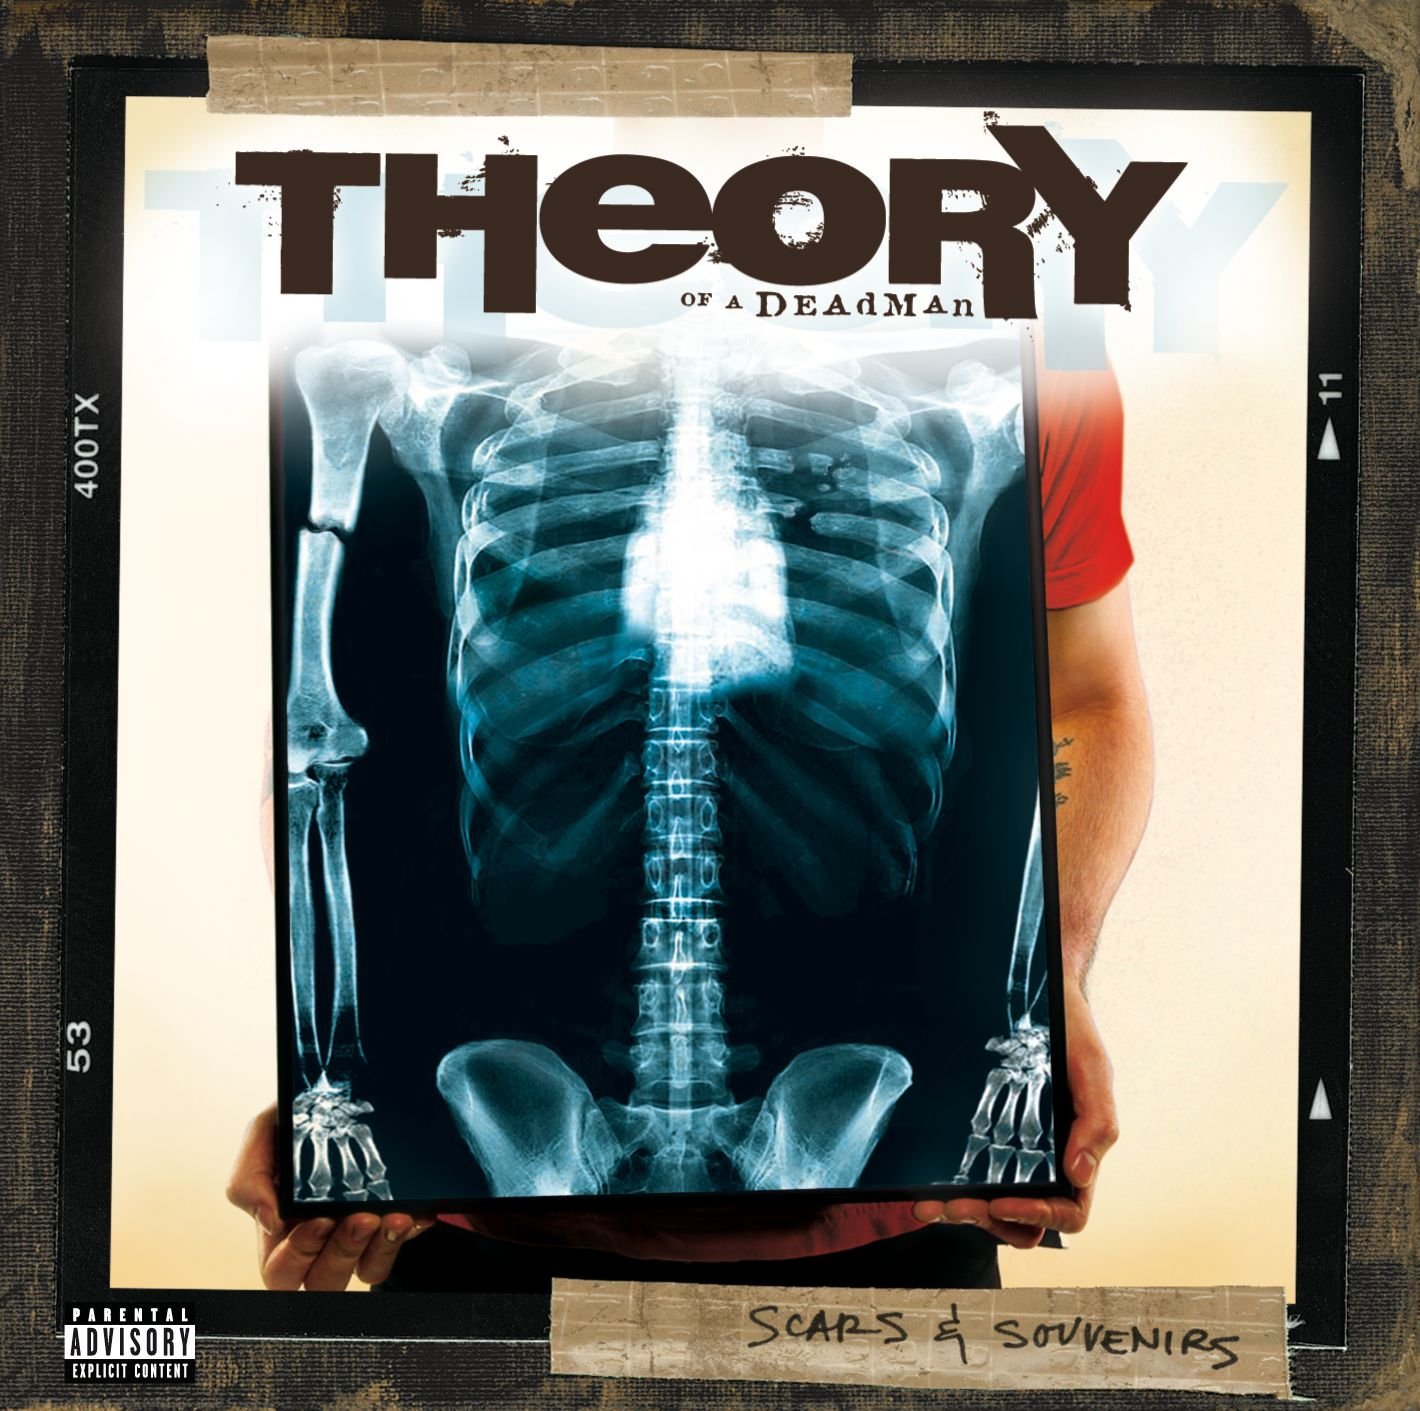 THeORY
OF A DEAdMAn
400TX
11
53
SCARS & SOUVENIRS
PARENTAL
ADVISORY
EXPLICIT CONTENT